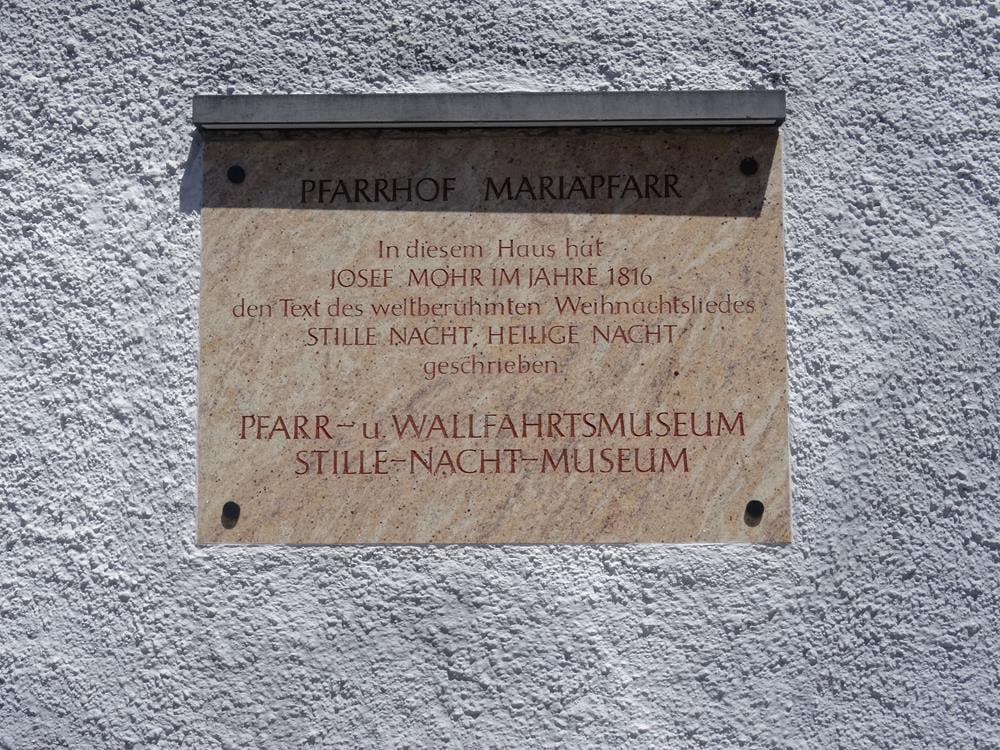 PFARRHOF MARIAPFARR
In diesem Haus hat
JOSEF MOHR IM JAHRE 1816
den Text des weltberühmten Weihnachtsliedes
STILLE NACHT, HEILIGE NACHT
geschrieben.
PFARR- u. WALLFAHRTSMUSEUM
STILLE-NACHT-MUSEUM